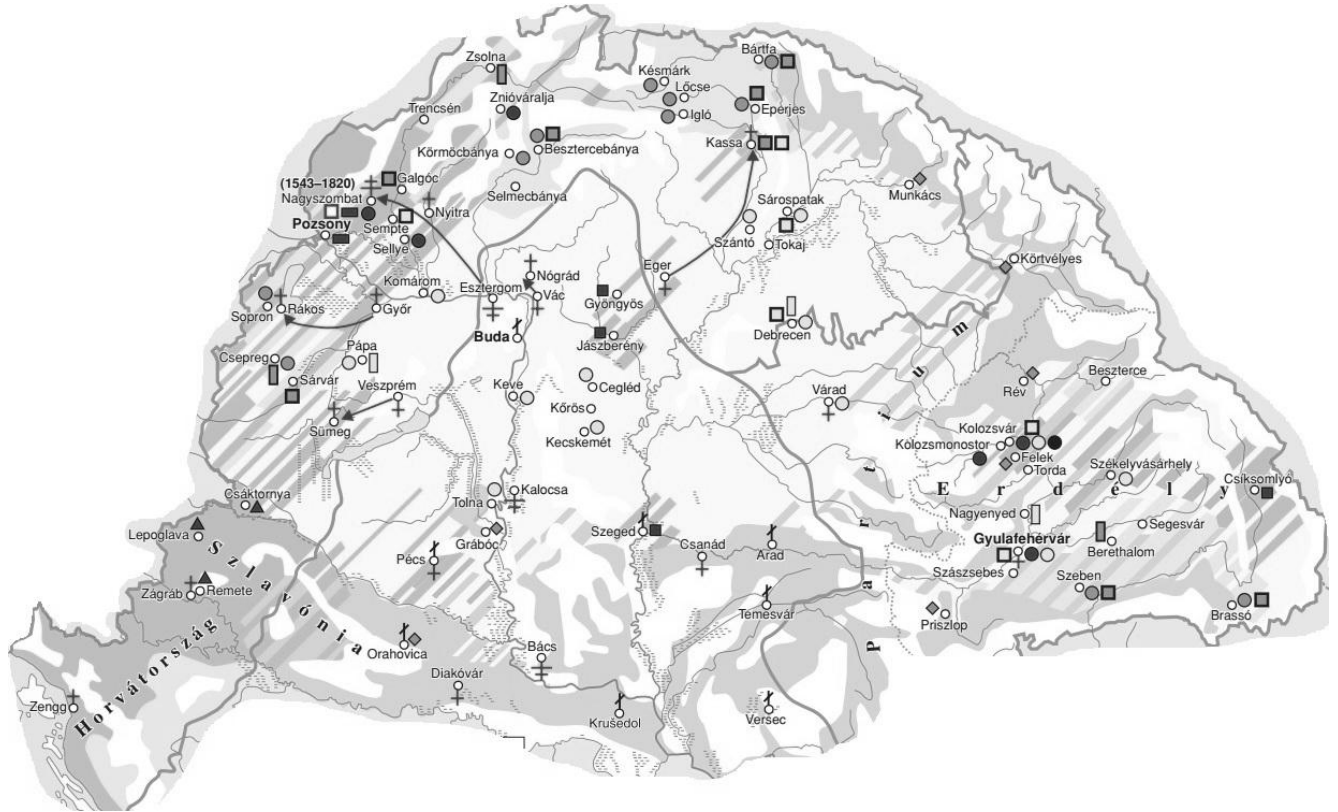 Zsolna
Bártfa
Késmárk
Lőcse
Igló
Eperjes
Trencsén
Znióváralja
Kassa
Körmöcbánya
Besztercebánya
Selmecbánya
(1543–1820)
Nagyszombat
Galgóc
Nyitra
Pozsony
Sempte
Sellye
Munkács
Sárospatak
Szántó
Tokaj
Körtvélyes
Komárom
Esztergom
Nógrád
Vác
Eger
Gyöngyös
Sopron
Rákos
Győr
Buda
Jászberény
Debrecen
Csepreg
Pápa
Sárvár
Veszprém
Sümeg
Keve
Cegléd
Kőrös
Kecskemét
Várad
Rév
Beszterce
Kolozsvár
Kolozsmonostor
Felek
Torda
Székelyvásárhely
Csíksomlyó
Partium
Erdély
Csáktornya
Lepoglava
Tolna
Kalocsa
Grábóc
Szeged
Csanád
Arad
Nagyenyed
Segesvár
Gyulafehérvár
Berethalom
Szászsebes
Szeben
Brassó
Pécs
Zágráb
Remete
Szlavónia
Horvátország
Temesvár
Priszlop
Orahovica
Bács
Diakóvár
Zengg
Krušedol
Versec